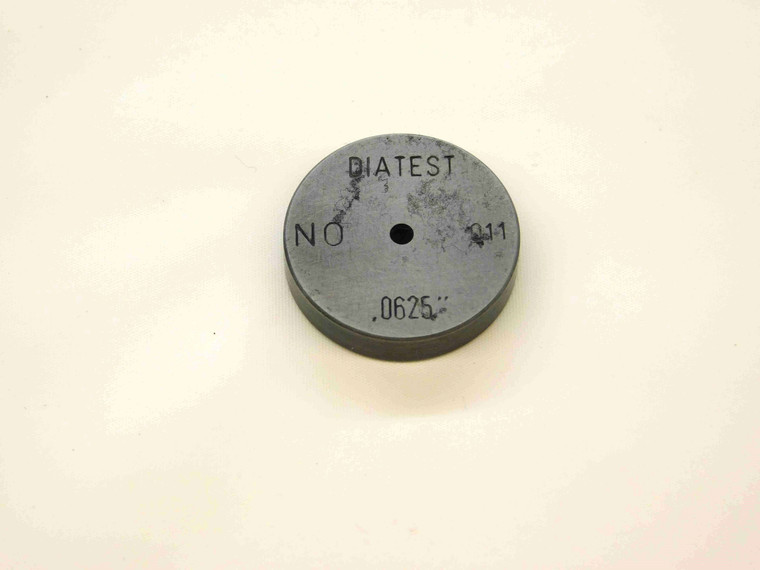 DIATEST
NO 011
.0625"